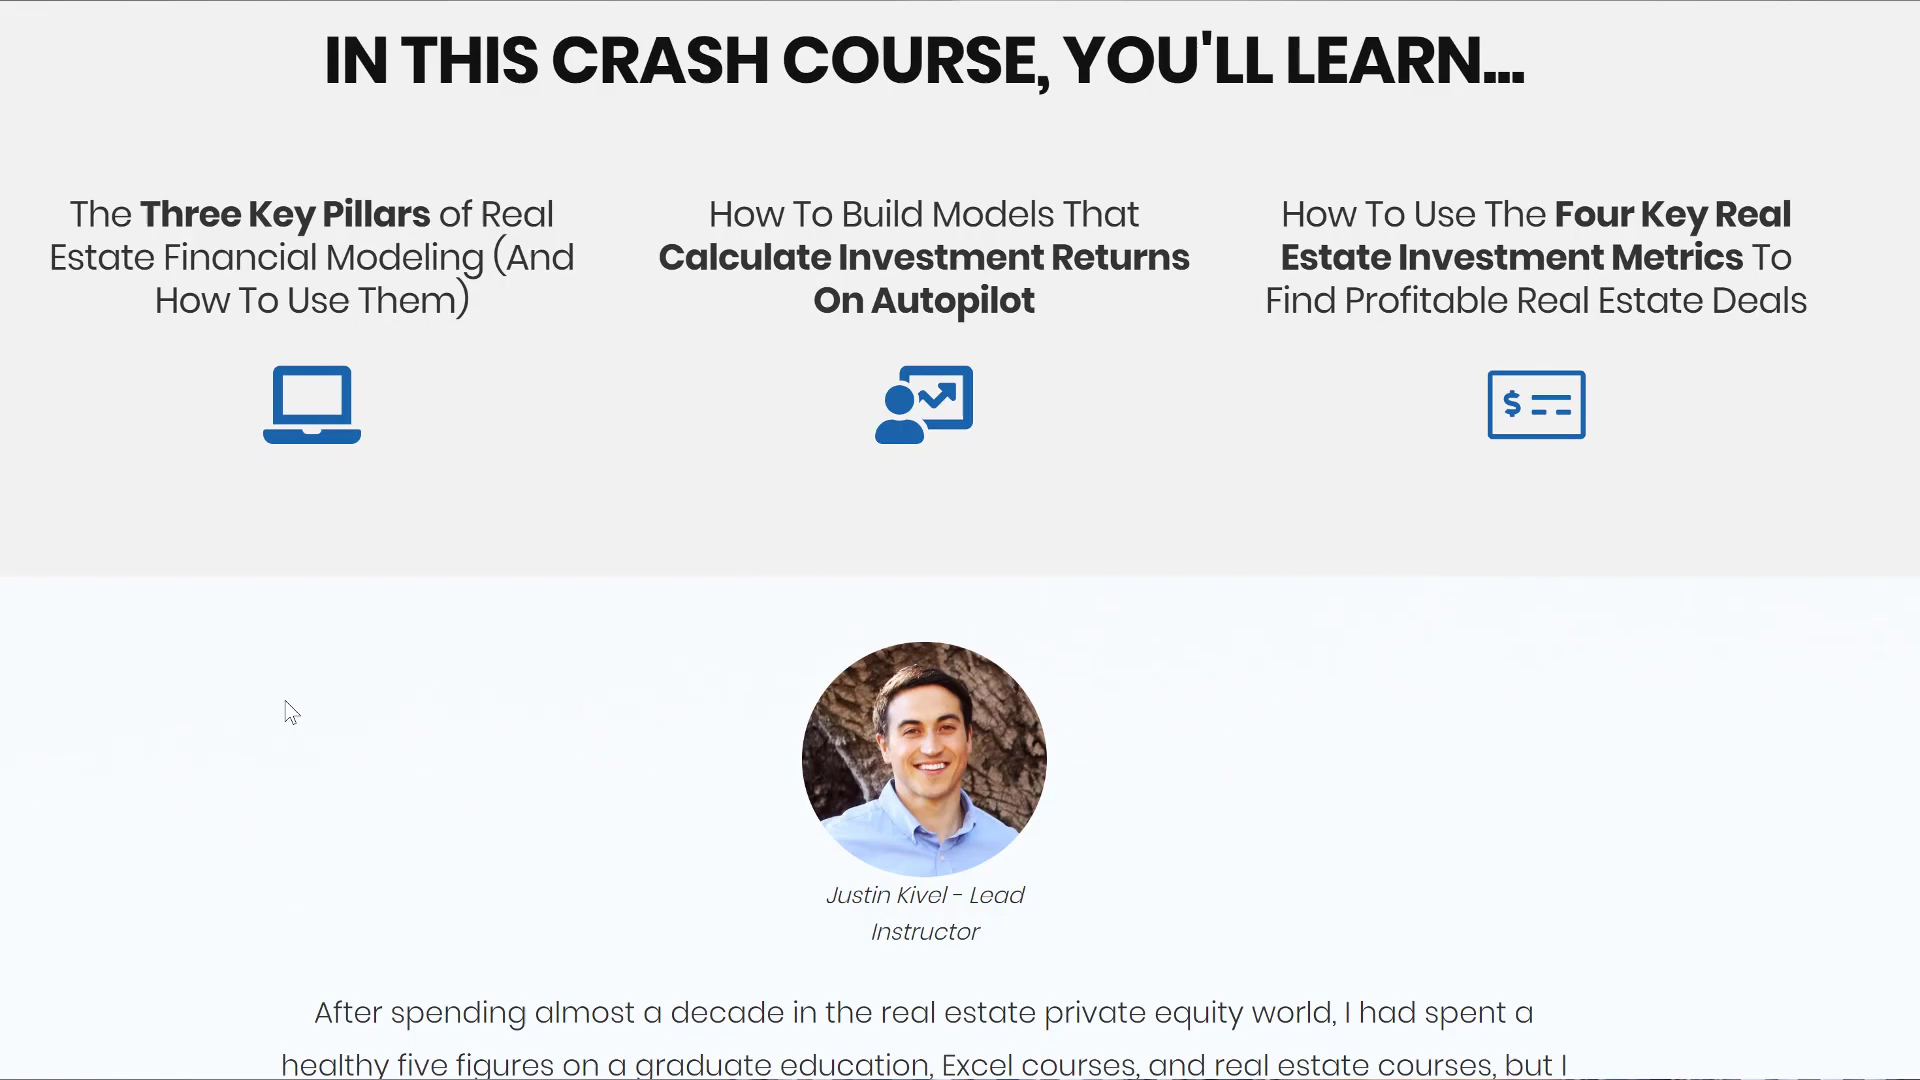 IN THIS CRASH COURSE, YOU'LL LEARN...
The Three Key Pillars of Real
Estate Financial Modeling (And
How To Use Them)
How To Build Models That
Calculate Investment Returns
On Autopilot
How To Use The Four Key Real
Estate Investment Metrics To
Find Profitable Real Estate Deals
$
Justin Kivel - Lead
Instructor
After spending almost a decade in the real estate private equity world, I had spent a
healthy five figures on a graduate education, Excel courses, and real estate courses, but I